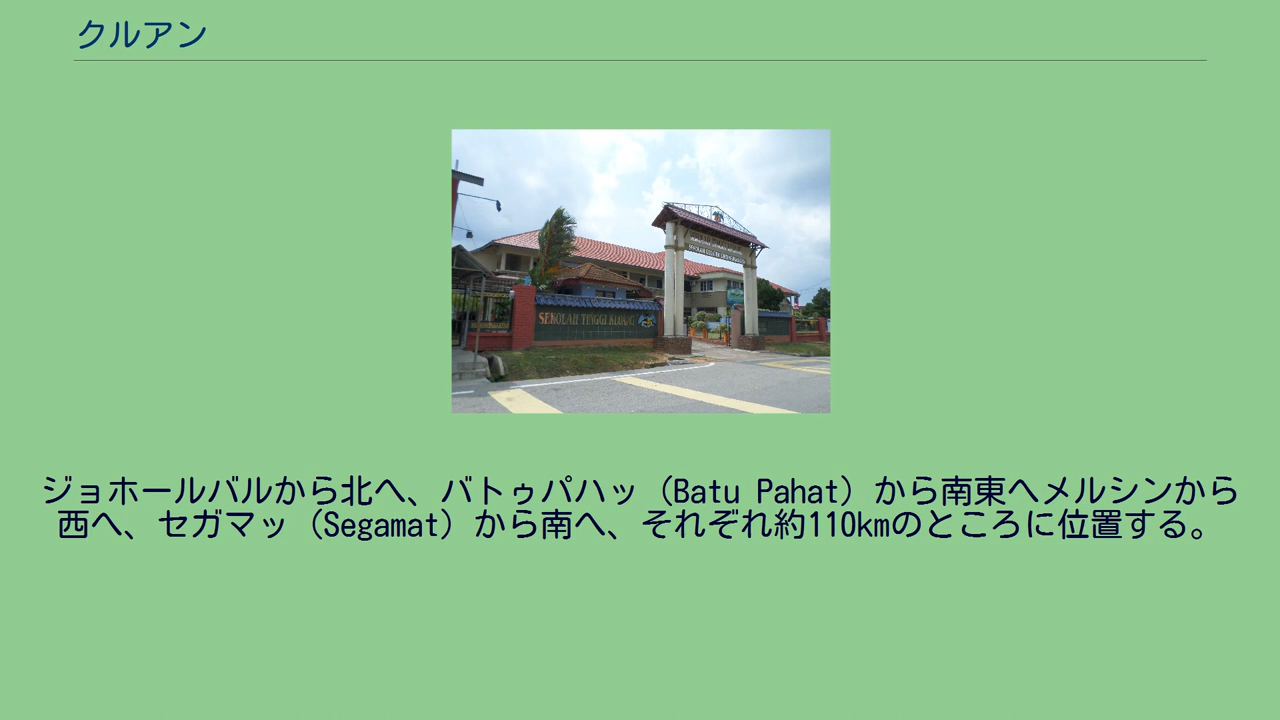 クルアン
SEKOLAH TINGGI KLUANG
ジョホールバルから北へ、バトゥパハッ（Batu Pahat）から南東へメルシンから
西へ、セガマッ（Segamat）から南へ、それぞれ約110kmのところに位置する。